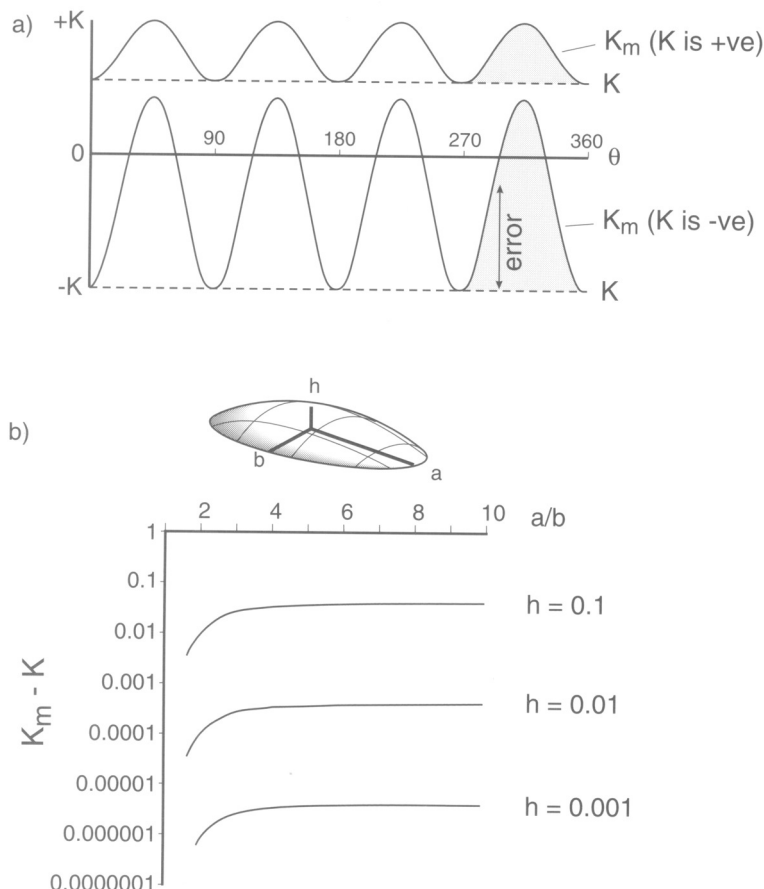 a)
+K
K_m (K is +ve)
K
0
90
180
270
360
θ
error
K_m (K is -ve)
-K
K
b)
h
b
a
2
4
6
8
10
a/b
1
0.1
0.01
0.001
0.0001
0.00001
0.000001
0.0000001
K_m - K
h = 0.1
h = 0.01
h = 0.001